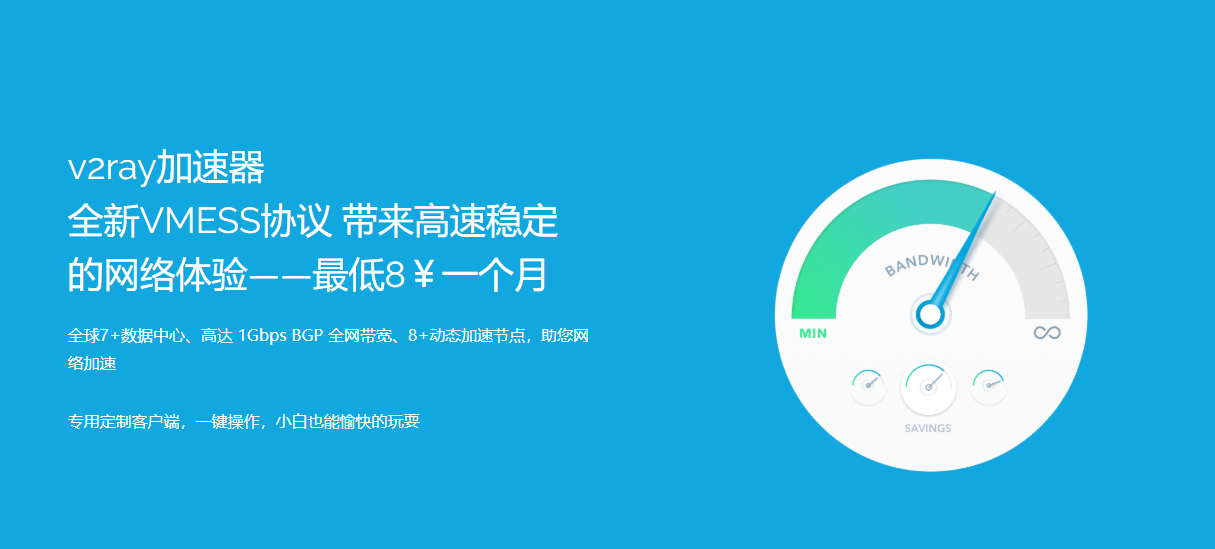 v2ray加速器
全新VMESS协议 带来高速稳定
的网络体验——最低8￥一个月
全球7+数据中心、高达 1Gbps BGP 全网带宽、8+动态加速节点，助您网
络加速
专用定制客户端，一键操作，小白也能愉快的玩耍
BANDWIDTH
MIN ∞
SAVINGS